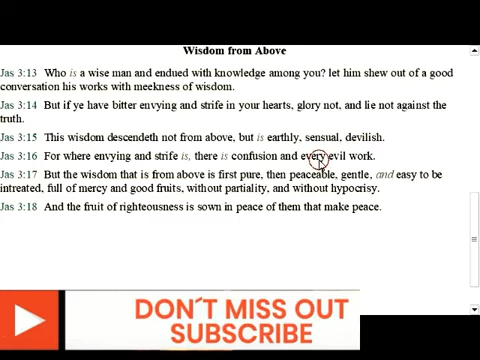 Wisdom from Above
Jas 3:13 Who is a wise man and endued with knowledge among you? let him shew out of a good
conversation his works with meekness of wisdom.
Jas 3:14 But if ye have bitter envying and strife in your hearts, glory not, and lie not against the
truth.
Jas 3:15 This wisdom descendeth not from above, but is earthly, sensual, devilish.
Jas 3:16 For where envying and strife is, there is confusion and every evil work.
Jas 3:17 But the wisdom that is from above is first pure, then peaceable, gentle, and easy to be
intreated, full of mercy and good fruits, without partiality, and without hypocrisy.
Jas 3:18 And the fruit of righteousness is sown in peace of them that make peace.
DON´T MISS OUT
SUBSCRIBE